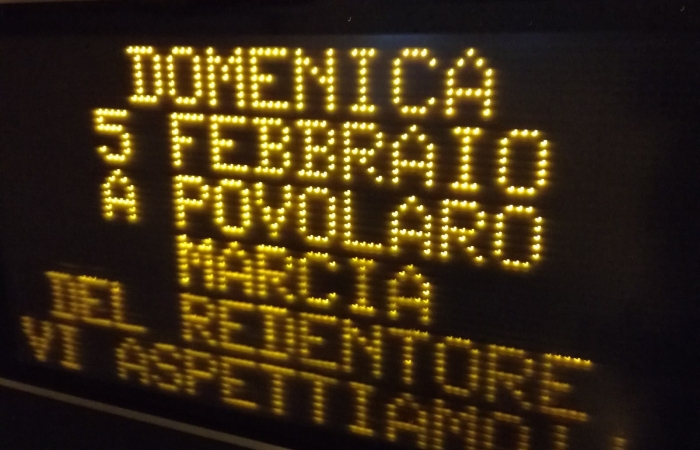 DOMENICA
5 FEBBRAIO
A POVOLARO
MARCIA
DEL REDENTORE
VI ASPETTIAMO!